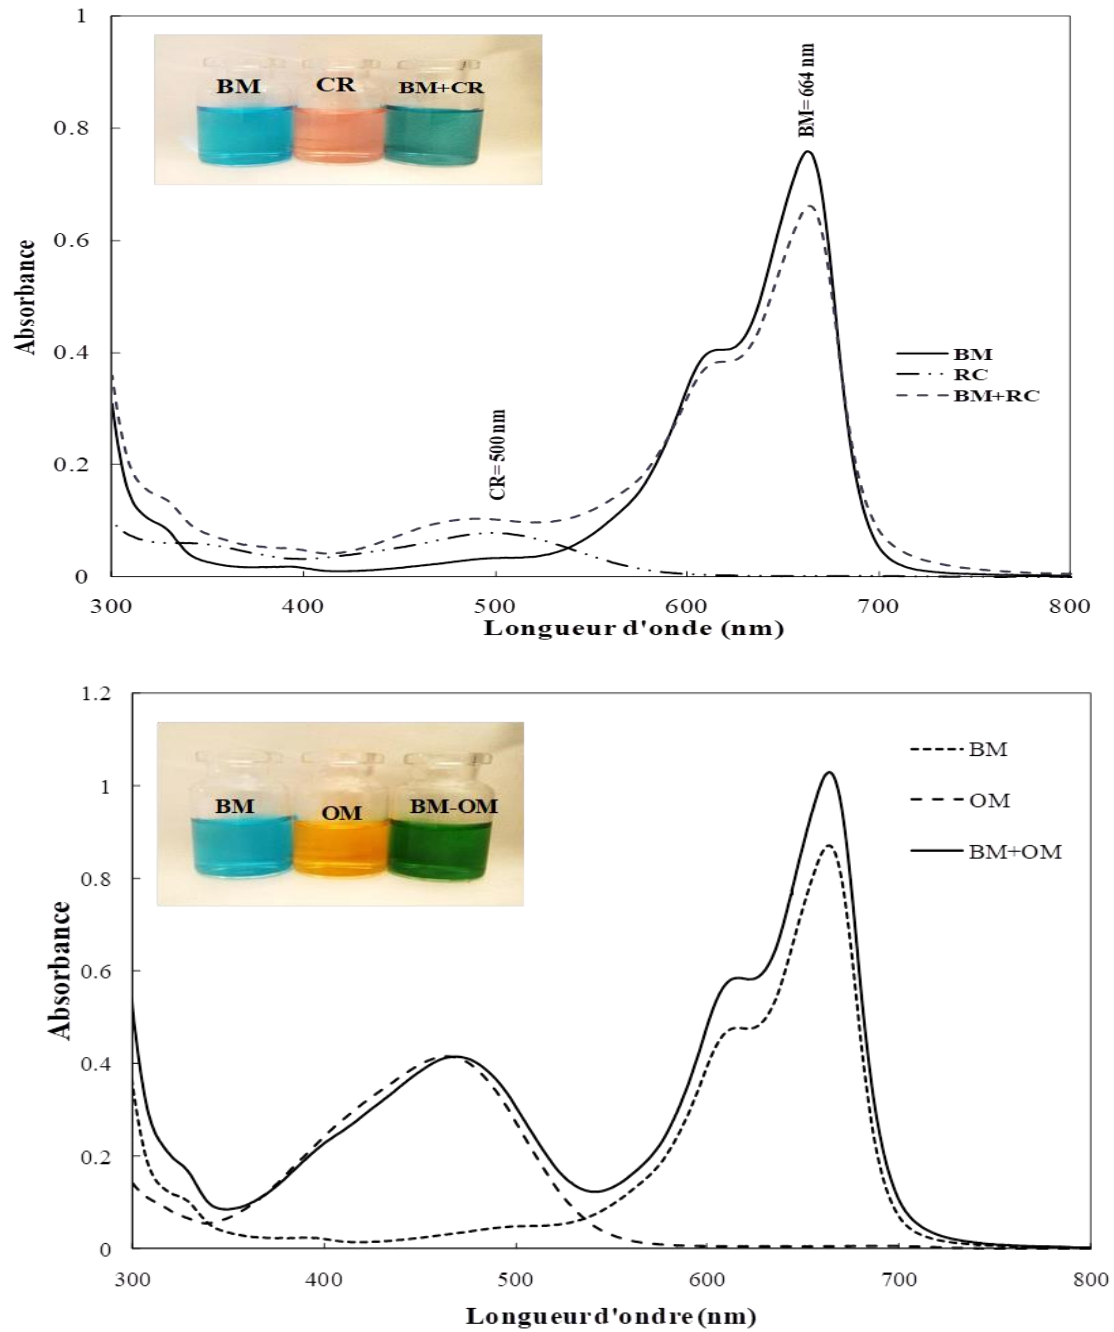 1
BM
CR
BM+CR
BM= 664 nm
0.8
0.6
Absorbance
0.4
BM
RC
BM+RC
CR= 500 nm
0.2
0
300 400 500 600 700 800
Longueur d'onde (nm)
1.2
BM
OM
BM-OM
BM
OM
BM+OM
1
0.8
Absorbance
0.6
0.4
0.2
0
300 400 500 600 700 800
Longueur d'ondre (nm)